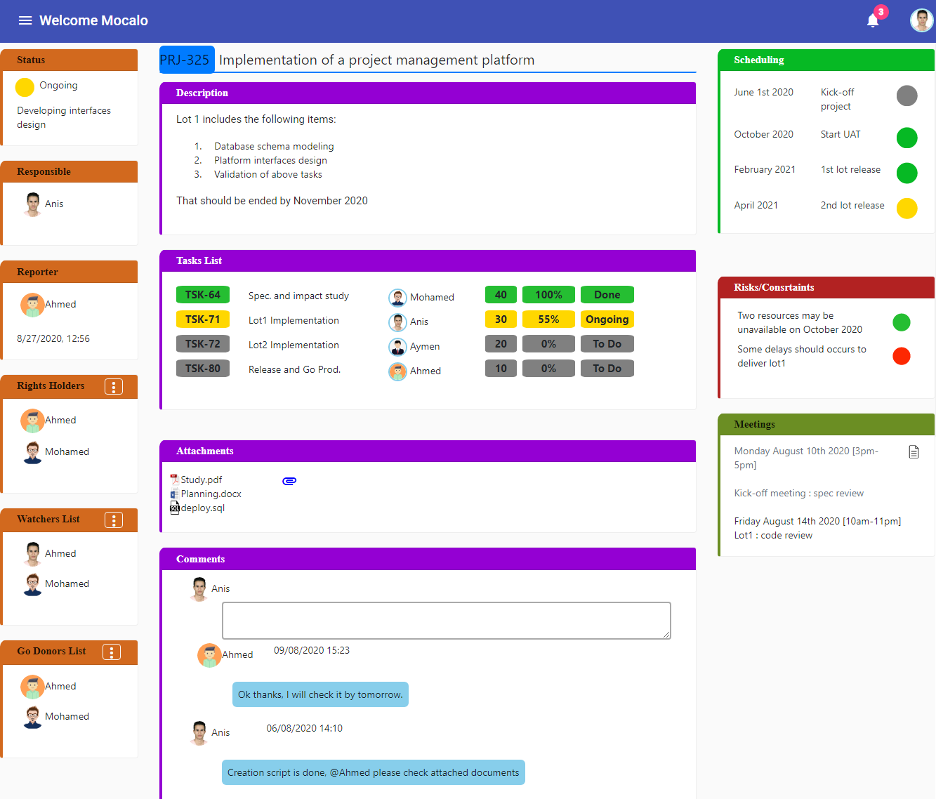 Welcome Mocalo
3
Status
Ongoing
Developing interfaces
design
Responsible
Anis
Reporter
Ahmed
8/27/2020, 12:56
Rights Holders
Ahmed
Mohamed
Watchers List
Ahmed
Mohamed
Go Donors List
Ahmed
Mohamed
PRJ-325 Implementation of a project management platform
Description
Lot 1 includes the following items:
1. Database schema modeling
2. Platform interfaces design
3. Validation of above tasks
That should be ended by November 2020
Tasks List
TSK-64 Spec. and impact study Mohamed 40 100% Done
TSK-71 Lot1 Implementation Anis 30 55% Ongoing
TSK-72 Lot2 Implementation Aymen 20 0% To Do
TSK-80 Release and Go Prod. Ahmed 10 0% To Do
Attachments
Study.pdf
Planning.docx
deploy.sql
Comments
Anis
Ahmed 09/08/2020 15:23
Ok thanks, I will check it by tomorrow.
Anis 06/08/2020 14:10
Creation script is done, @Ahmed please check attached documents
Scheduling
June 1st 2020 Kick-off
project
October 2020 Start UAT
February 2021 1st lot release
April 2021 2nd lot release
Risks/Consrtaints
Two resources may be
unavailable on October 2020
Some delays should occurs to
deliver lot1
Meetings
Monday August 10th 2020 [3pm-
5pm]
Kick-off meeting : spec review
Friday August 14th 2020 [10am-11pm]
Lot1 : code review